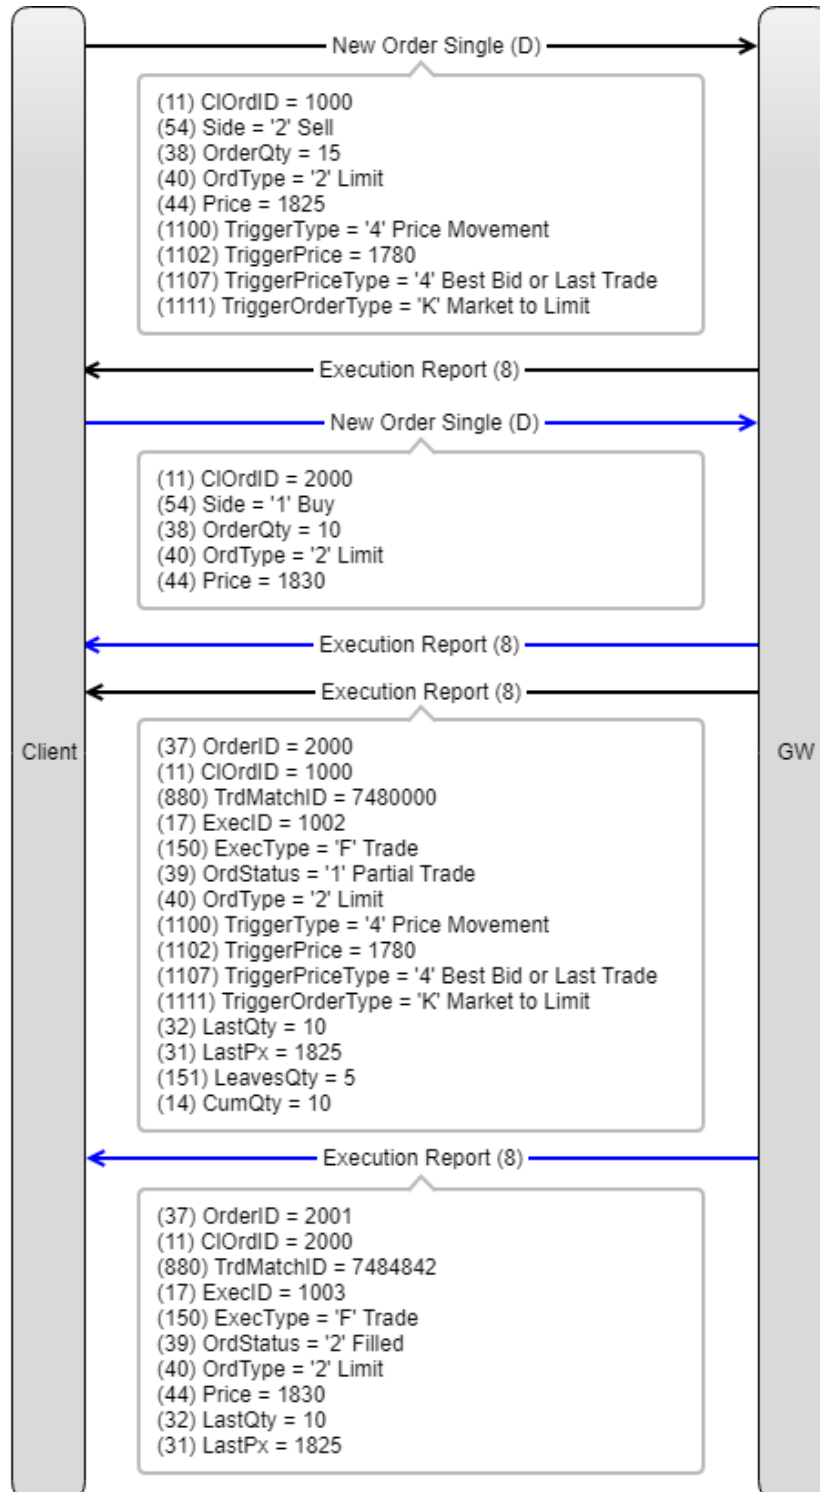 New Order Single (D)
(11) ClOrdID = 1000
(54) Side = '2' Sell
(38) OrderQty = 15
(40) OrdType = '2' Limit
(44) Price = 1825
(1100) TriggerType = '4' Price Movement
(1102) TriggerPrice = 1780
(1107) TriggerPriceType = '4' Best Bid or Last Trade
(1111) TriggerOrderType = 'K' Market to Limit
Execution Report (8)
New Order Single (D)
(11) ClOrdID = 2000
(54) Side = '1' Buy
(38) OrderQty = 10
(40) OrdType = '2' Limit
(44) Price = 1830
Execution Report (8)
Execution Report (8)
Client
GW
(37) OrderID = 2000
(11) ClOrdID = 1000
(880) TrdMatchID = 7480000
(17) ExecID = 1002
(150) ExecType = 'F' Trade
(39) OrdStatus = '1' Partial Trade
(40) OrdType = '2' Limit
(1100) TriggerType = '4' Price Movement
(1102) TriggerPrice = 1780
(1107) TriggerPriceType = '4' Best Bid or Last Trade
(1111) TriggerOrderType = 'K' Market to Limit
(32) LastQty = 10
(31) LastPx = 1825
(151) LeavesQty = 5
(14) CumQty = 10
Execution Report (8)
(37) OrderID = 2001
(11) ClOrdID = 2000
(880) TrdMatchID = 7484842
(17) ExecID = 1003
(150) ExecType = 'F' Trade
(39) OrdStatus = '2' Filled
(40) OrdType = '2' Limit
(44) Price = 1830
(32) LastQty = 10
(31) LastPx = 1825